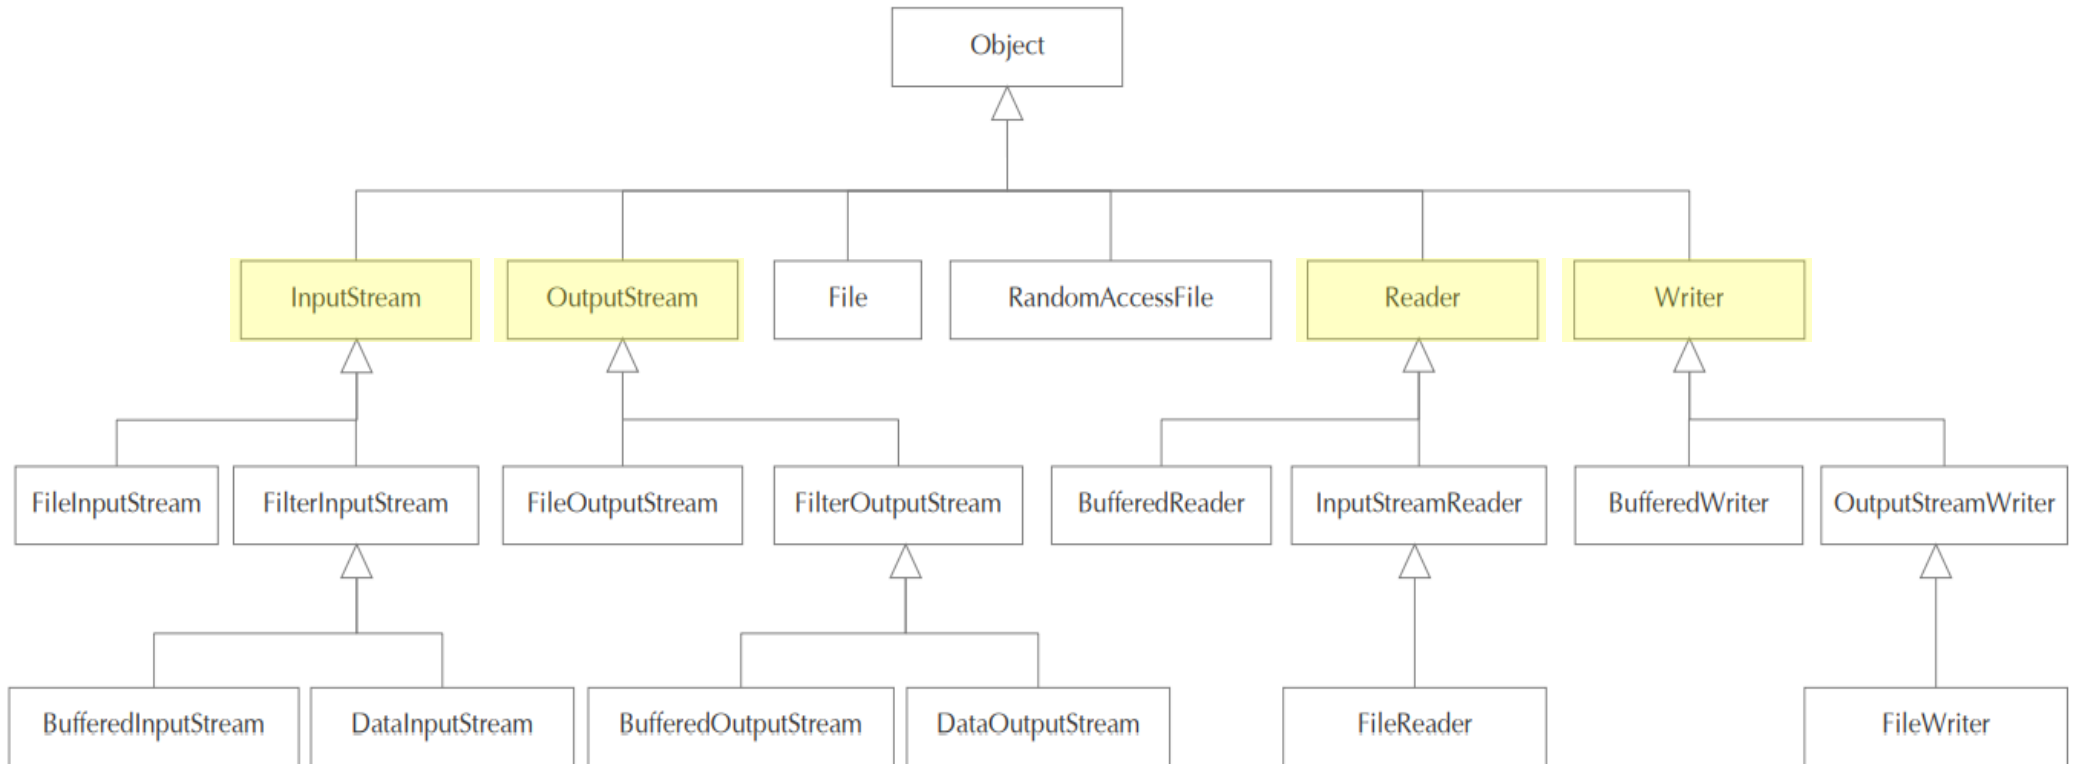 Object
InputStream
OutputStream
File
RandomAccessFile
Reader
Writer
FileInputStream
FilterInputStream
FileOutputStream
FilterOutputStream
BufferedReader
InputStreamReader
BufferedWriter
OutputStreamWriter
BufferedInputStream
DataInputStream
BufferedOutputStream
DataOutputStream
FileReader
FileWriter